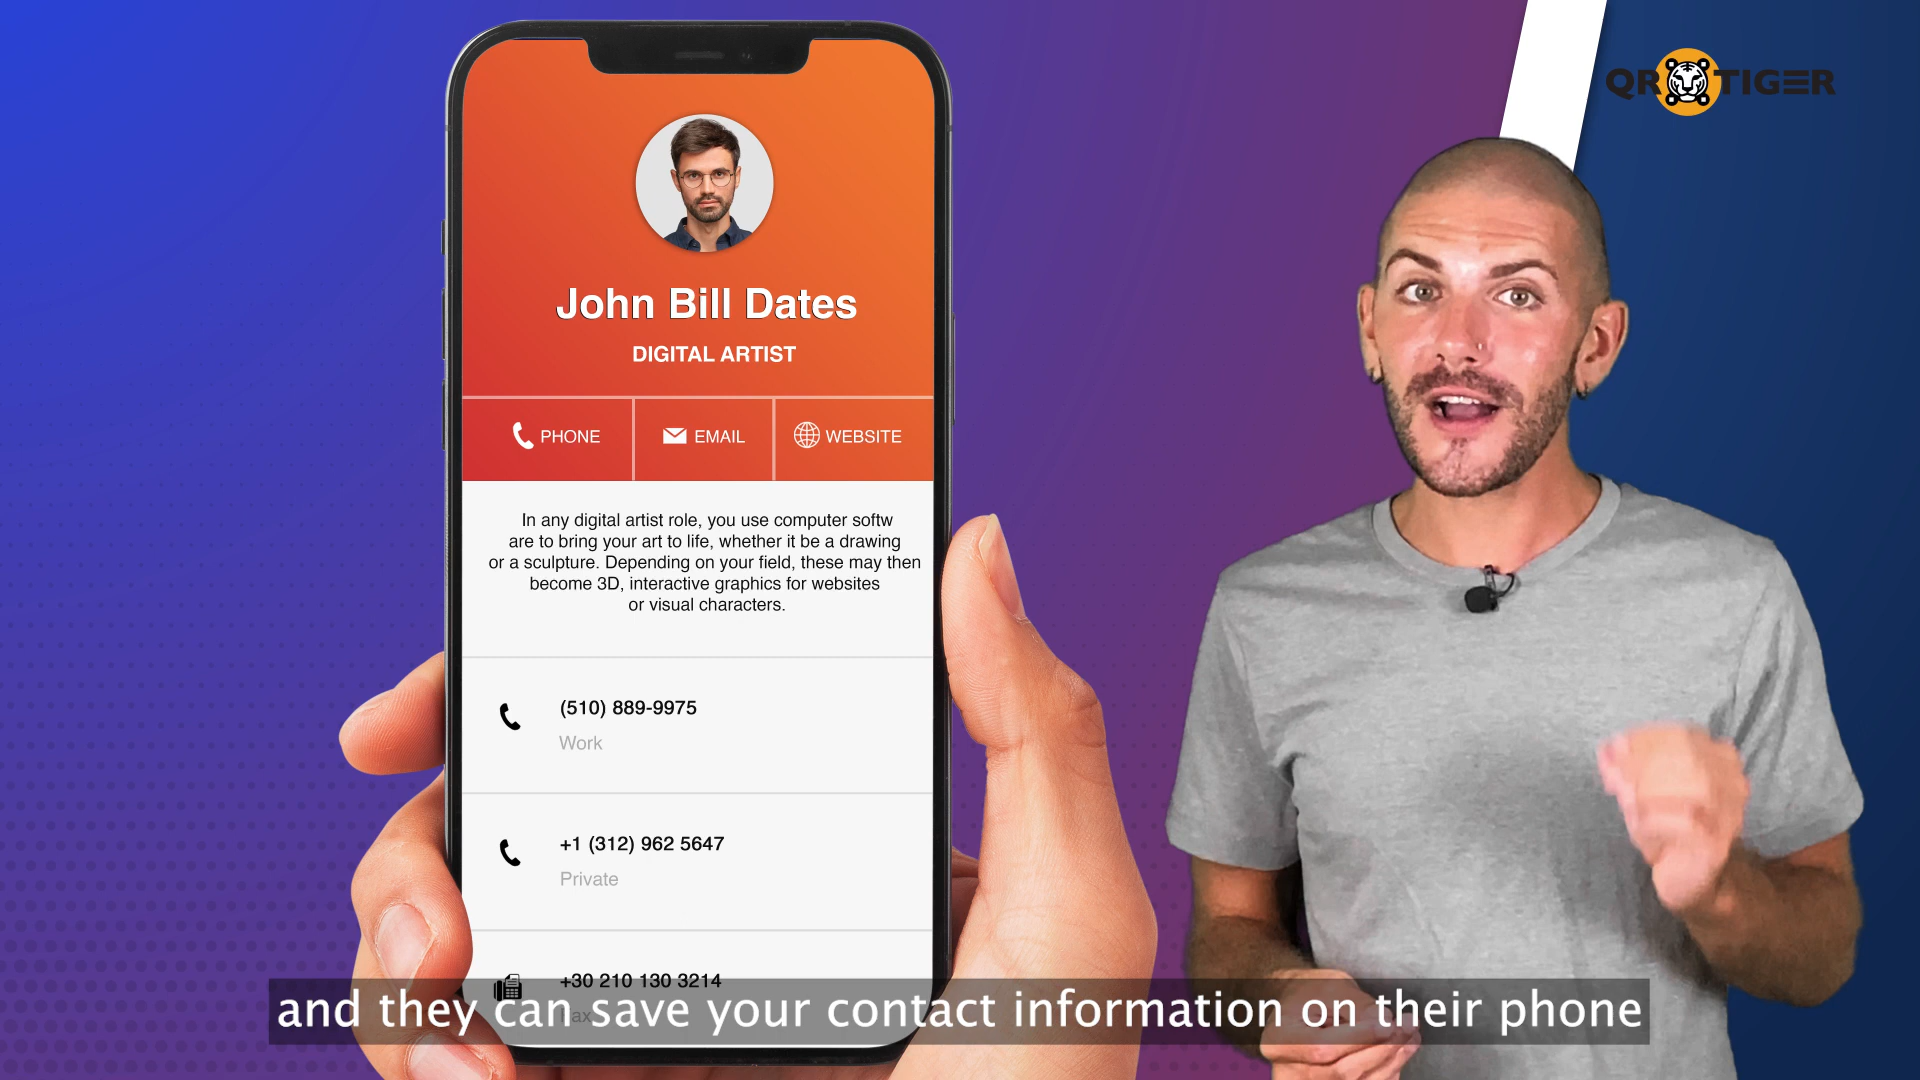 QR TIGER
John Bill Dates
DIGITAL ARTIST
PHONE
EMAIL
WEBSITE
In any digital artist role, you use computer softw
are to bring your art to life, whether it be a drawing
or a sculpture. Depending on your field, these may then
become 3D, interactive graphics for websites
or visual characters.
(510) 889-9975
Work
+1 (312) 962 5647
Private
+30 210 130 3214
and they can save your contact information on their phone